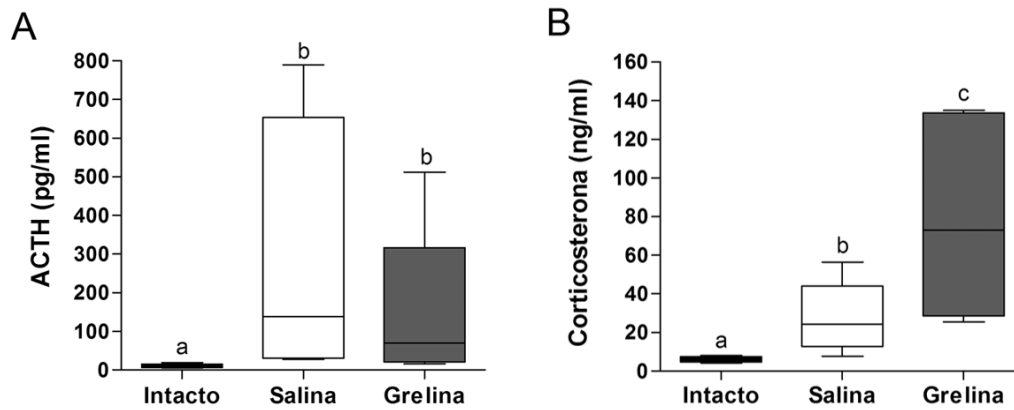 A
ACTH (pg/ml)
800
700
600
500
400
300
200
100
0
a
b
b
Intacto Salina Grelina
B
Corticosterona (ng/ml)
160
140
120
100
80
60
40
20
0
a
b
c
Intacto Salina Grelina